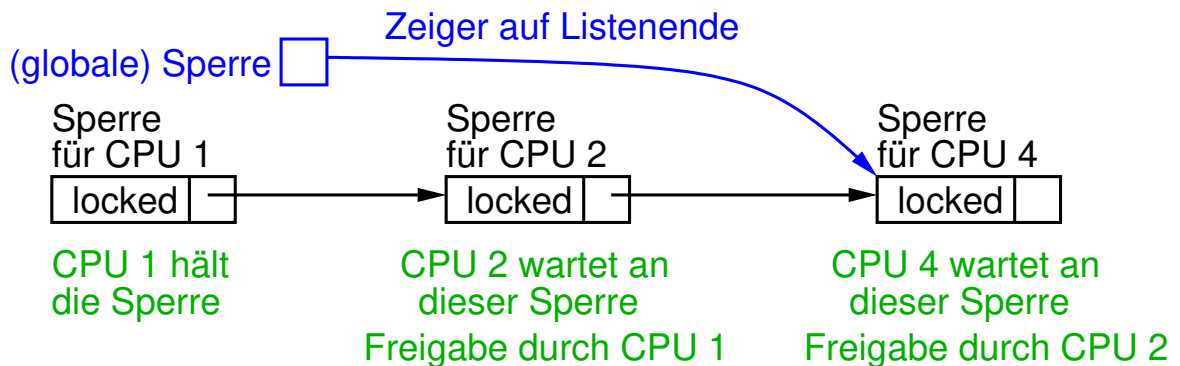 Zeiger auf Listenende
(globale) Sperre
Sperre
für CPU 1
Sperre
für CPU 2
Sperre
für CPU 4
locked
locked
locked
CPU 1 hält
die Sperre
CPU 2 wartet an
dieser Sperre
Freigabe durch CPU 1
CPU 4 wartet an
dieser Sperre
Freigabe durch CPU 2